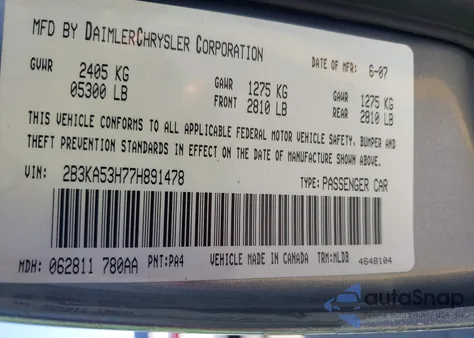 MFD BY DAIMLERCHRYSLER CORPORATION
DATE OF MFR: 6-07
GVWR 2405 KG 05300 LB
GAWR FRONT 1275 KG 2810 LB
GAWR REAR 1275 KG 2810 LB
THIS VEHICLE CONFORMS TO ALL APPLICABLE FEDERAL MOTOR VEHICLE SAFETY, BUMPER AND
THEFT PREVENTION STANDARDS IN EFFECT ON THE DATE OF MANUFACTURE SHOWN ABOVE.
VIN: 2B3KA53H77H891478
TYPE: PASSENGER CAR
MDH: 062811 780AA PNT:PA4 VEHICLE MADE IN CANADA TRM:MLDB 4648104
autoSnap